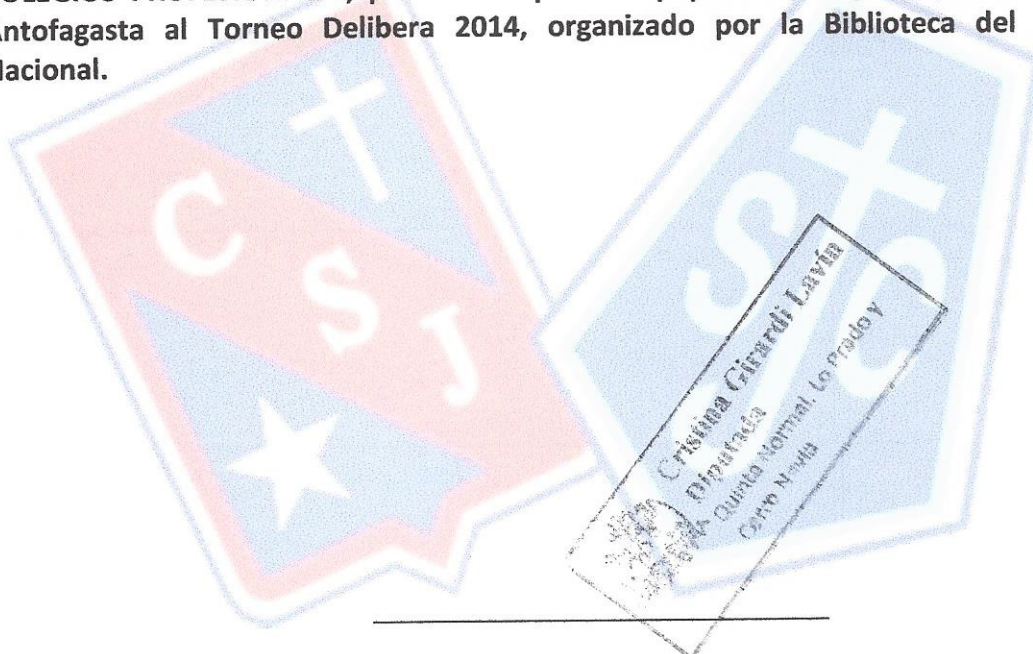 Antofagasta al Torneo Delibera 2014, organizado por la Biblioteca del
Nacional.
C
S
J
S
C
Cristina Girardi Lavín
Diputada
Quinta Normal, Lo Prado y
Cerro Navia